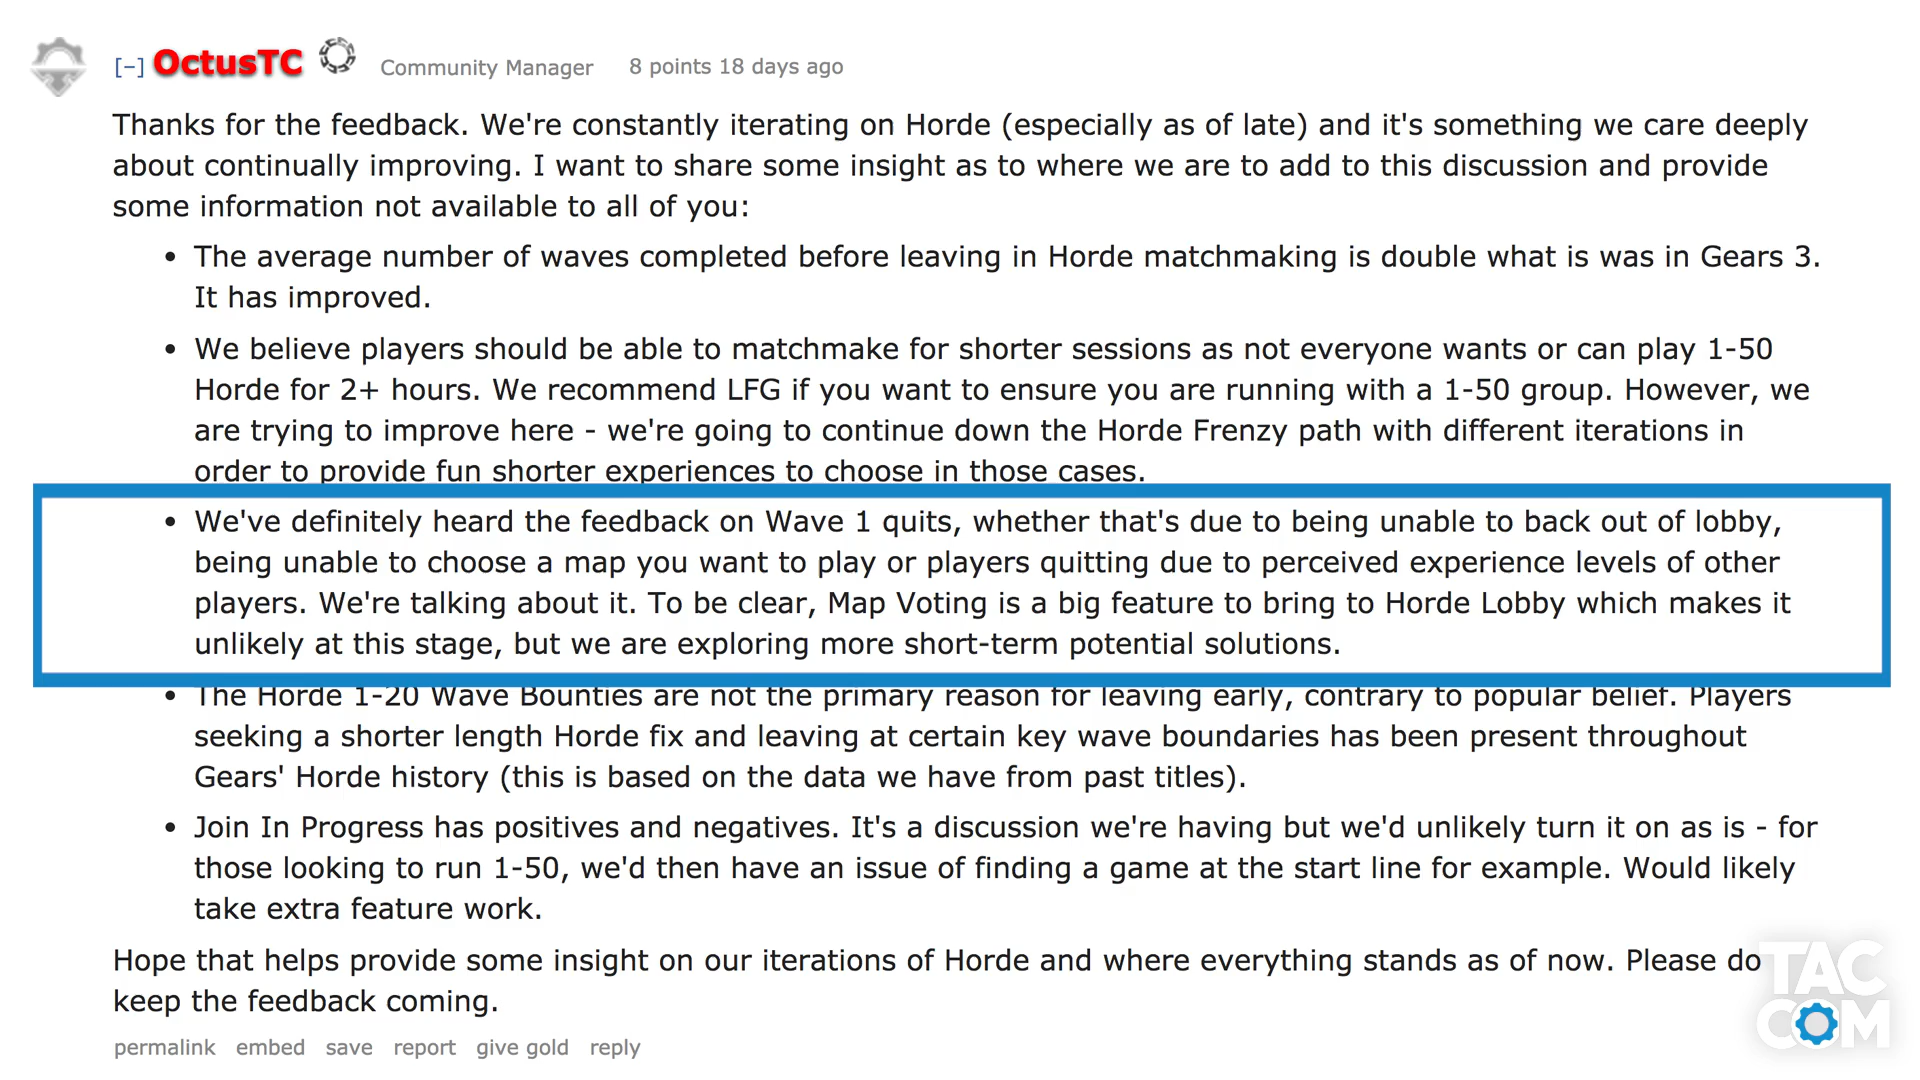 [–] OctusTC Community Manager 8 points 18 days ago
Thanks for the feedback. We're constantly iterating on Horde (especially as of late) and it's something we care deeply
about continually improving. I want to share some insight as to where we are to add to this discussion and provide
some information not available to all of you:
• The average number of waves completed before leaving in Horde matchmaking is double what is was in Gears 3.
It has improved.
• We believe players should be able to matchmake for shorter sessions as not everyone wants or can play 1-50
Horde for 2+ hours. We recommend LFG if you want to ensure you are running with a 1-50 group. However, we
are trying to improve here - we're going to continue down the Horde Frenzy path with different iterations in
order to provide fun shorter experiences to choose in those cases.
• We've definitely heard the feedback on Wave 1 quits, whether that's due to being unable to back out of lobby,
being unable to choose a map you want to play or players quitting due to perceived experience levels of other
players. We're talking about it. To be clear, Map Voting is a big feature to bring to Horde Lobby which makes it
unlikely at this stage, but we are exploring more short-term potential solutions.
• The Horde 1-20 Wave Bounties are not the primary reason for leaving early, contrary to popular belief. Players
seeking a shorter length Horde fix and leaving at certain key wave boundaries has been present throughout
Gears' Horde history (this is based on the data we have from past titles).
• Join In Progress has positives and negatives. It's a discussion we're having but we'd unlikely turn it on as is - for
those looking to run 1-50, we'd then have an issue of finding a game at the start line for example. Would likely
take extra feature work.
Hope that helps provide some insight on our iterations of Horde and where everything stands as of now. Please do
keep the feedback coming.
permalink embed save report give gold reply
TAC
COM